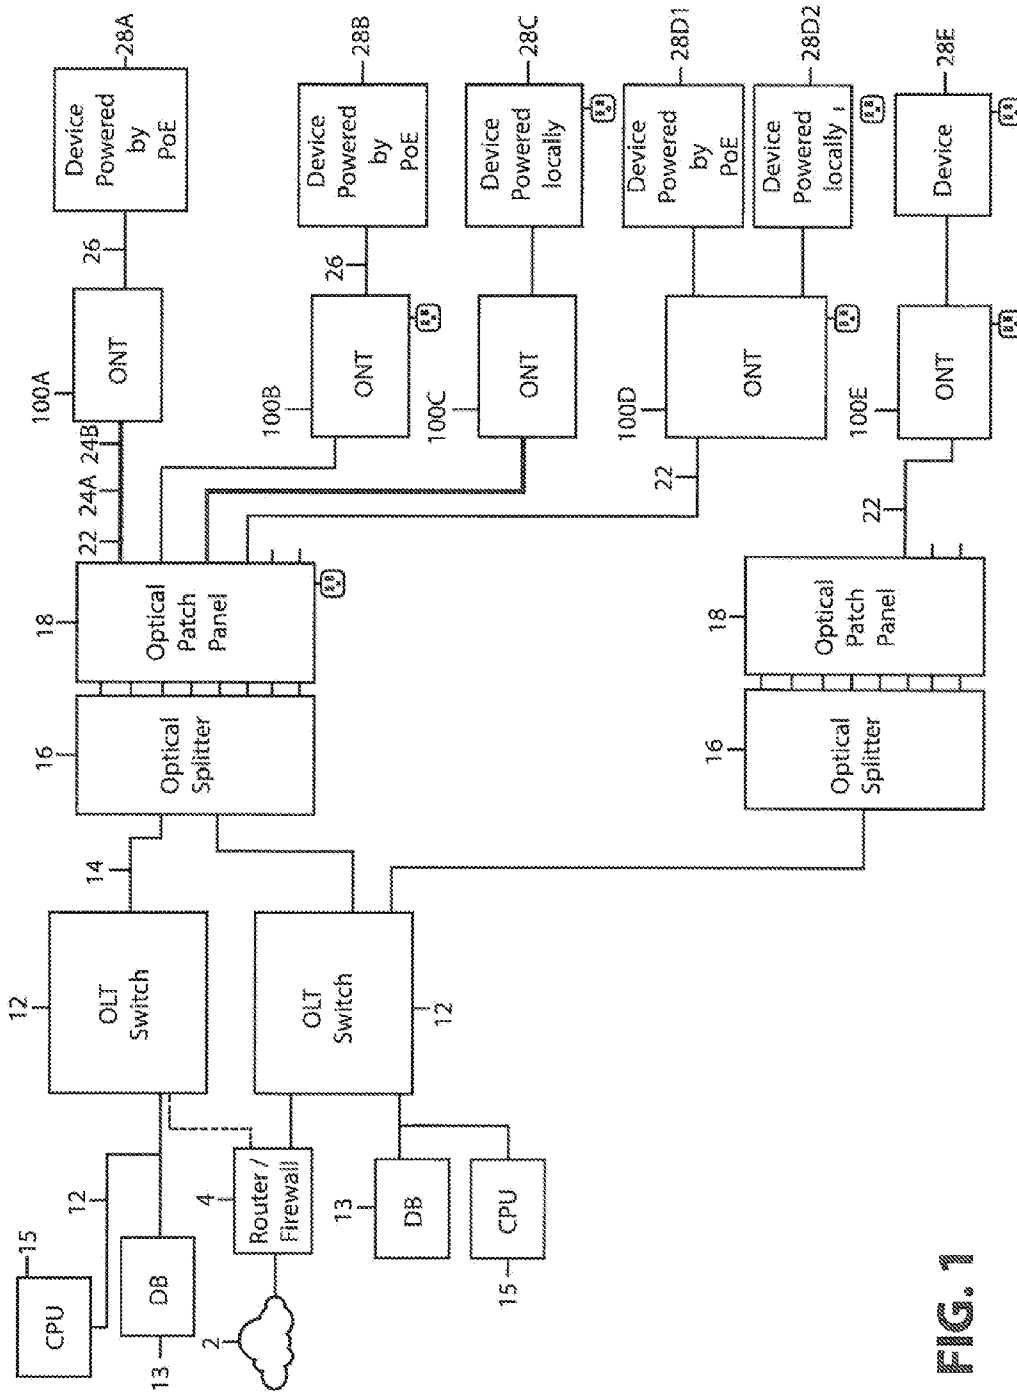 28A
28B
28C
28D1
28D2
28E
Device
Powered
by
PoE
Device
Powered
by
PoE
Device
Powered
locally
Device
Powered
by
PoE
Device
Powered
locally
Device
26
26
100A
ONT
100B
ONT
100C
ONT
100D
ONT
100E
ONT
22
24A
24B
22
22
18
Optical
Patch
Panel
18
Optical
Patch
Panel
16
Optical
Splitter
16
Optical
Splitter
14
12
OLT
Switch
OLT
Switch
12
15
CPU
12
13
DB
4
Router /
Firewall
2
13
DB
15
CPU
FIG. 1